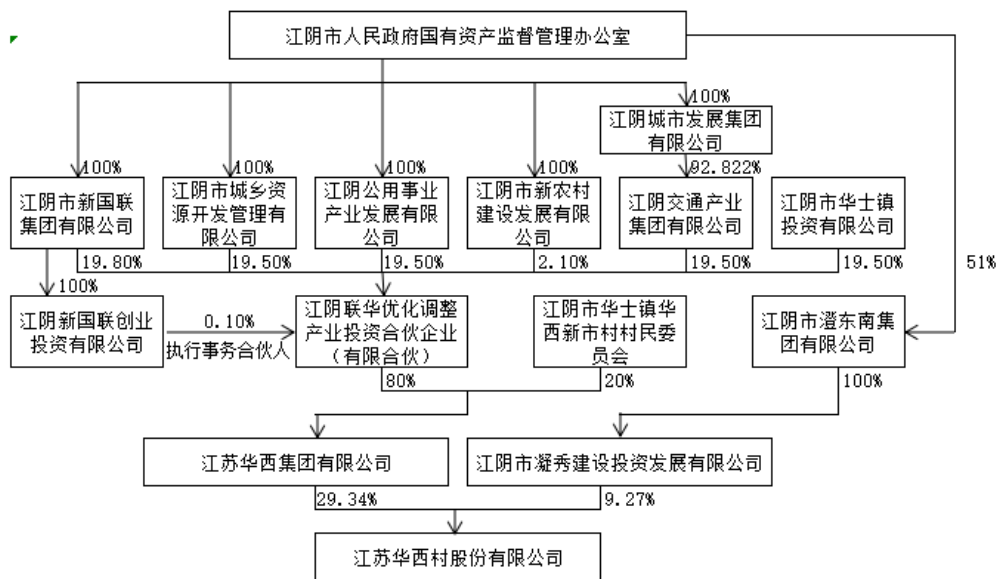 江阴市人民政府国有资产监督管理办公室
100%
江阴城市发展集团
有限公司
100%
100%
100%
100%
92.822%
江阴市新国联
集团有限公司
江阴市城乡资
源开发管理有
限公司
江阴公用事业
产业发展有限
公司
江阴市新农村
建设发展有限
公司
江阴交通产业
集团有限公司
江阴市华士镇
投资有限公司
19.80%
19.50%
19.50%
2.10%
19.50%
19.50%
51%
100%
江阴新国联创业
投资有限公司
0.10%
执行事务合伙人
江阴联华优化调整
产业投资合伙企业
（有限合伙）
江阴市华士镇华
西新市村村民委
员会
江阴市澄东南集
团有限公司
80%
20%
100%
江苏华西集团有限公司
江阴市凝秀建设投资发展有限公司
29.34%
9.27%
江苏华西村股份有限公司